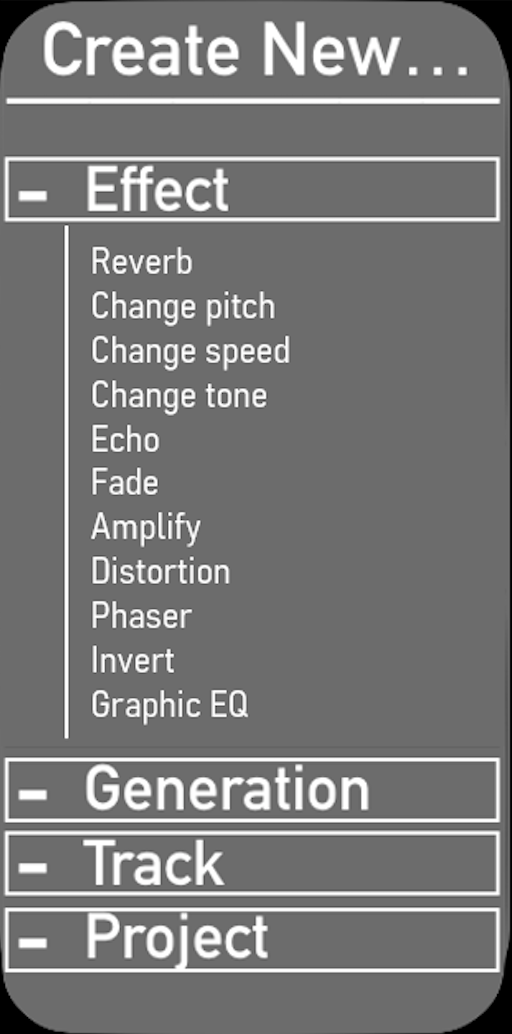 Create New...
- Effect
Reverb
Change pitch
Change speed
Change tone
Echo
Fade
Amplify
Distortion
Phaser
Invert
Graphic EQ
- Generation
- Track
- Project